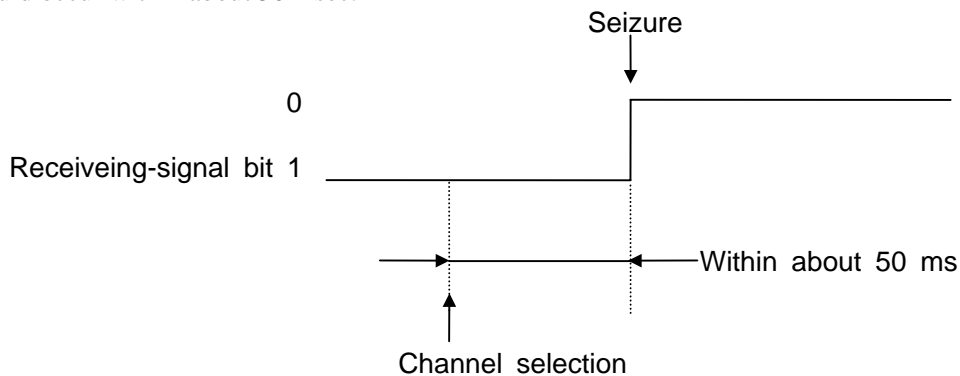 Seizure
0
Receiveing-signal bit 1
Within about 50 ms
Channel selection